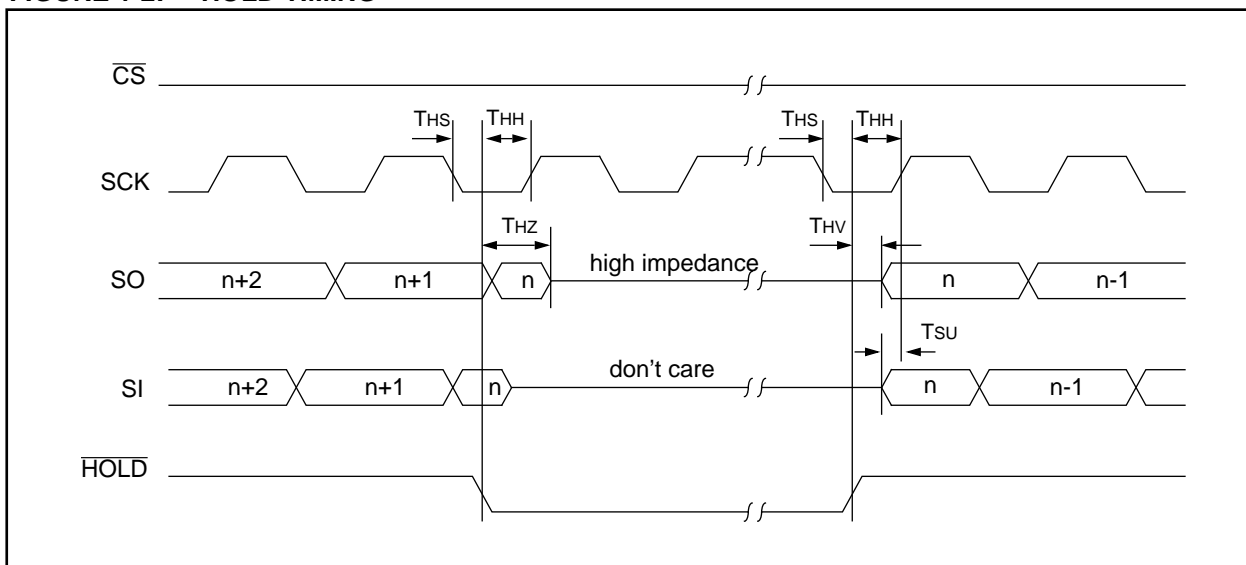 CS
THS THH THS THH
SCK
THZ THV
high impedance
SO n+2 n+1 n n n-1
TSU
don't care
SI n+2 n+1 n n n-1
HOLD